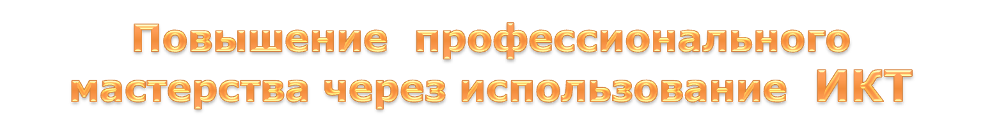 Повышение профессионального
мастерства через использование ИКТ